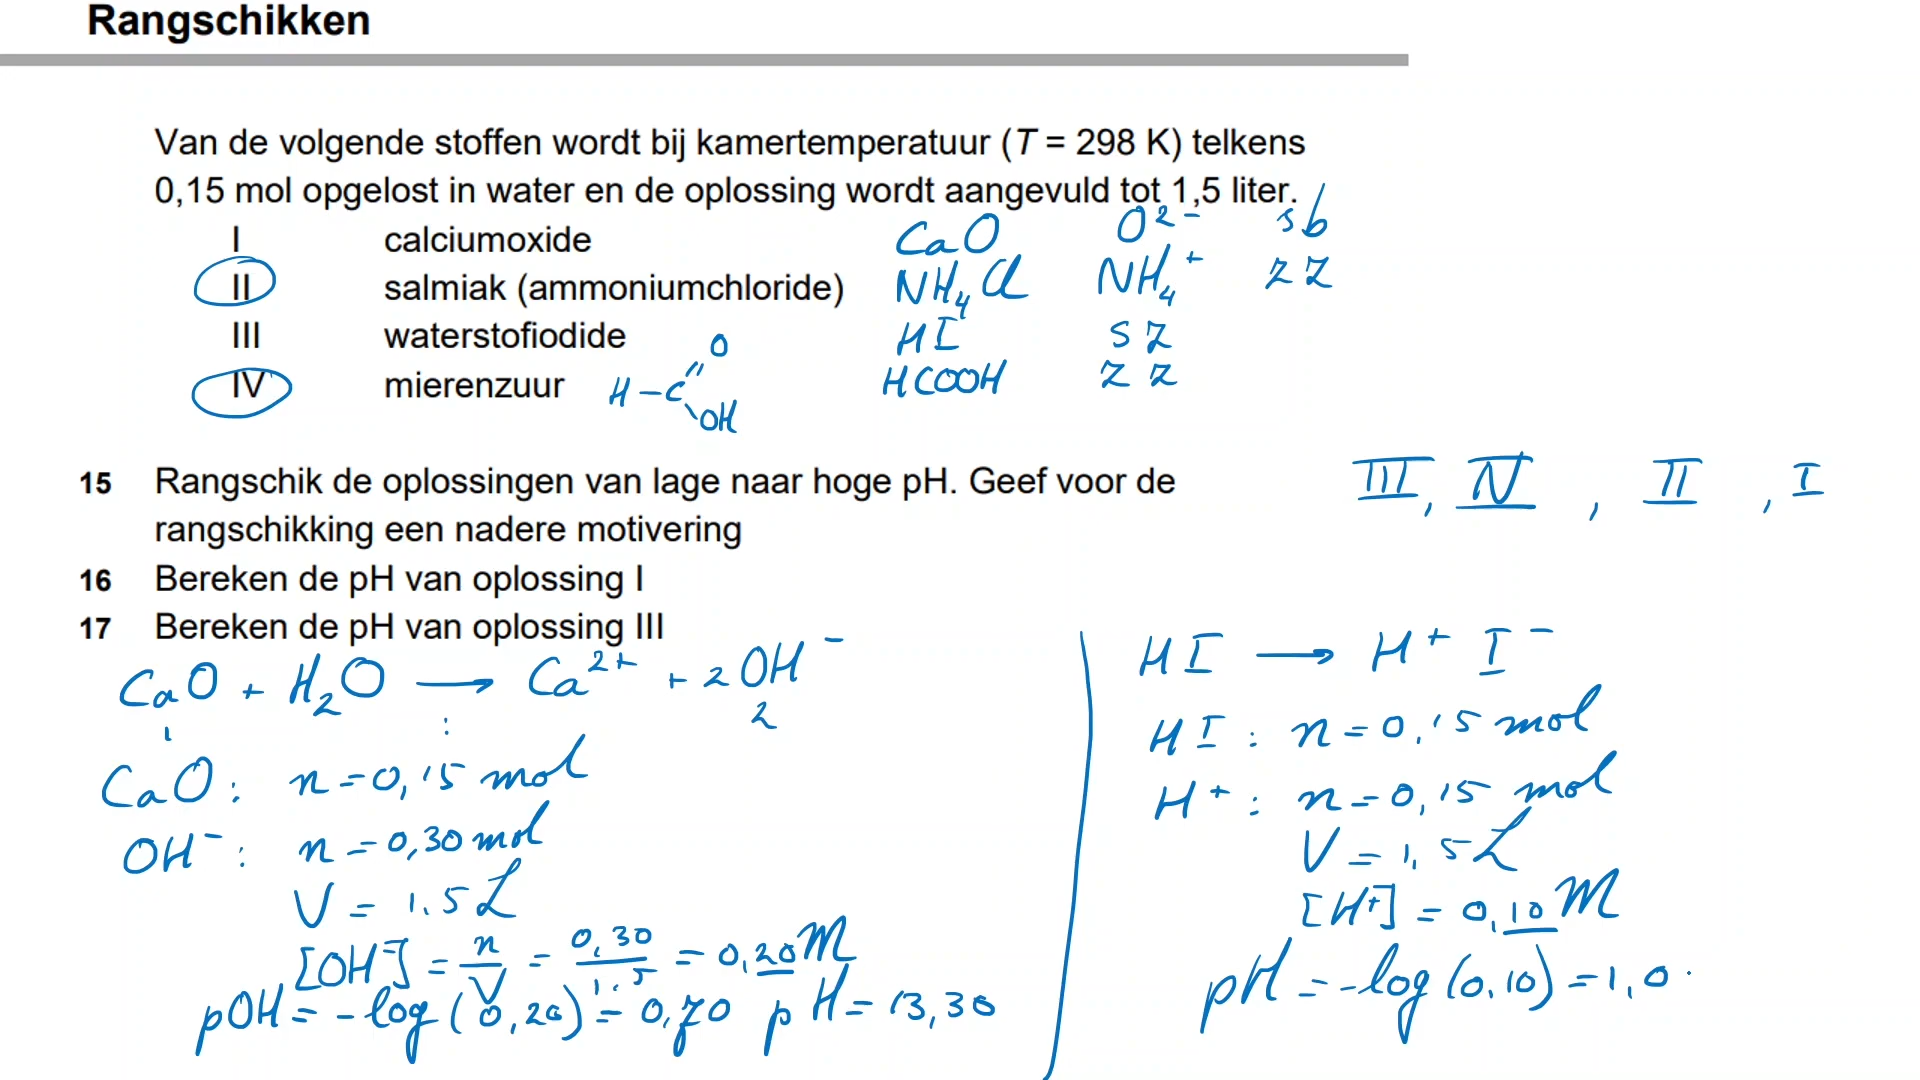 Rangschikken
Van de volgende stoffen wordt bij kamertemperatuur (T = 298 K) telkens
0,15 mol opgelost in water en de oplossing wordt aangevuld tot 1,5 liter.
I calciumoxide CaO O²⁻ sb
II salmiak (ammoniumchloride) NH₄Cl NH₄⁺ zz
III waterstofiodide HI sz
IV mierenzuur H–C=O OH HCOOH zz
15 Rangschik de oplossingen van lage naar hoge pH. Geef voor de
rangschikking een nadere motivering
III, IV, II, I
16 Bereken de pH van oplossing I
17 Bereken de pH van oplossing III
CaO + H₂O → Ca²⁺ + 2OH⁻
1 : 2
CaO: n = 0,15 mol
OH⁻: n = 0,30 mol
V = 1,5 L
[OH⁻] = n/V = 0,30/1,5 = 0,20 M
pOH = -log(0,20) = 0,70 pH = 13,30
HI → H⁺ I⁻
HI: n = 0,15 mol
H⁺: n = 0,15 mol
V = 1,5 L
[H⁺] = 0,10 M
pH = -log(0,10) = 1,0